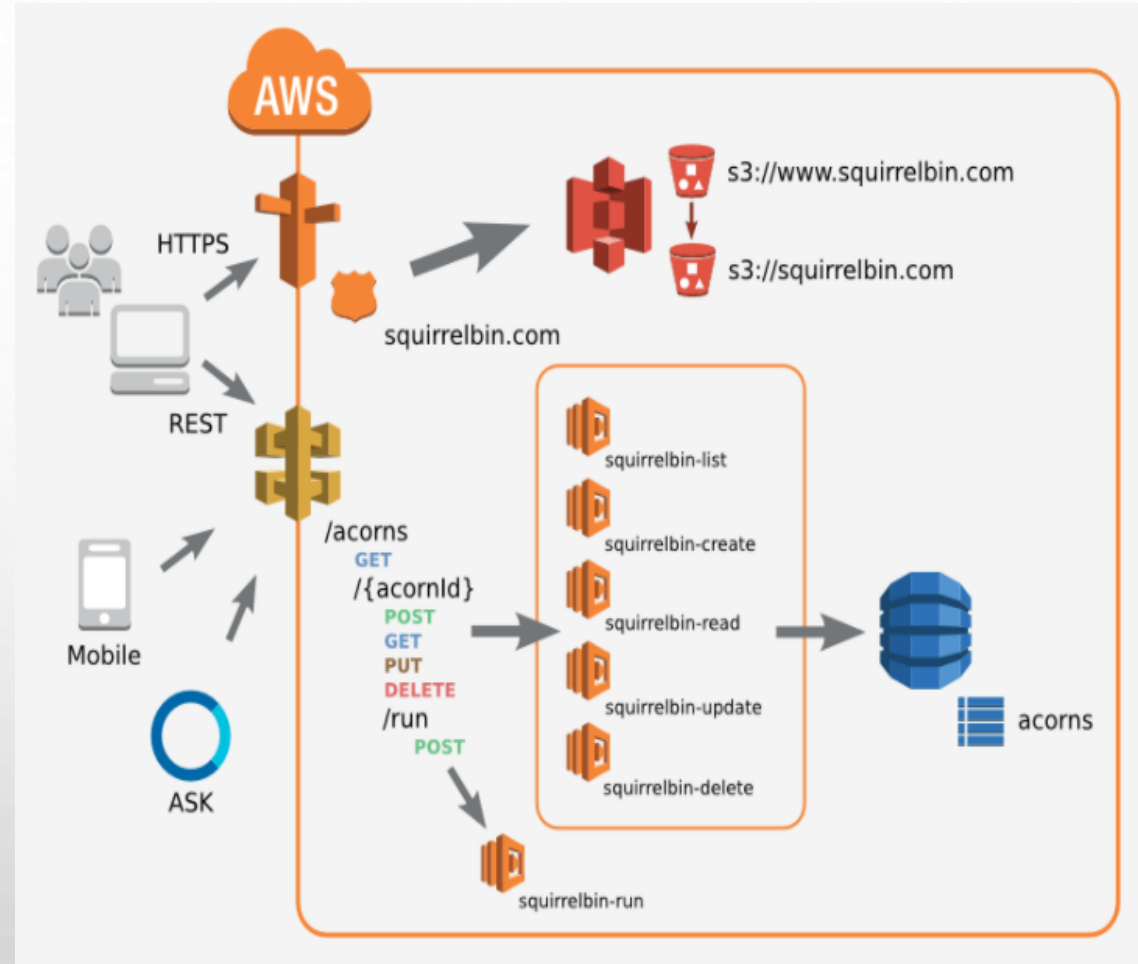 AWS
HTTPS
s3://www.squirrelbin.com
s3://squirrelbin.com
squirrelbin.com
REST
/acorns
GET
/{acornId}
POST
GET
PUT
DELETE
/run
POST
Mobile
ASK
squirrelbin-list
squirrelbin-create
squirrelbin-read
squirrelbin-update
squirrelbin-delete
acorns
squirrelbin-run